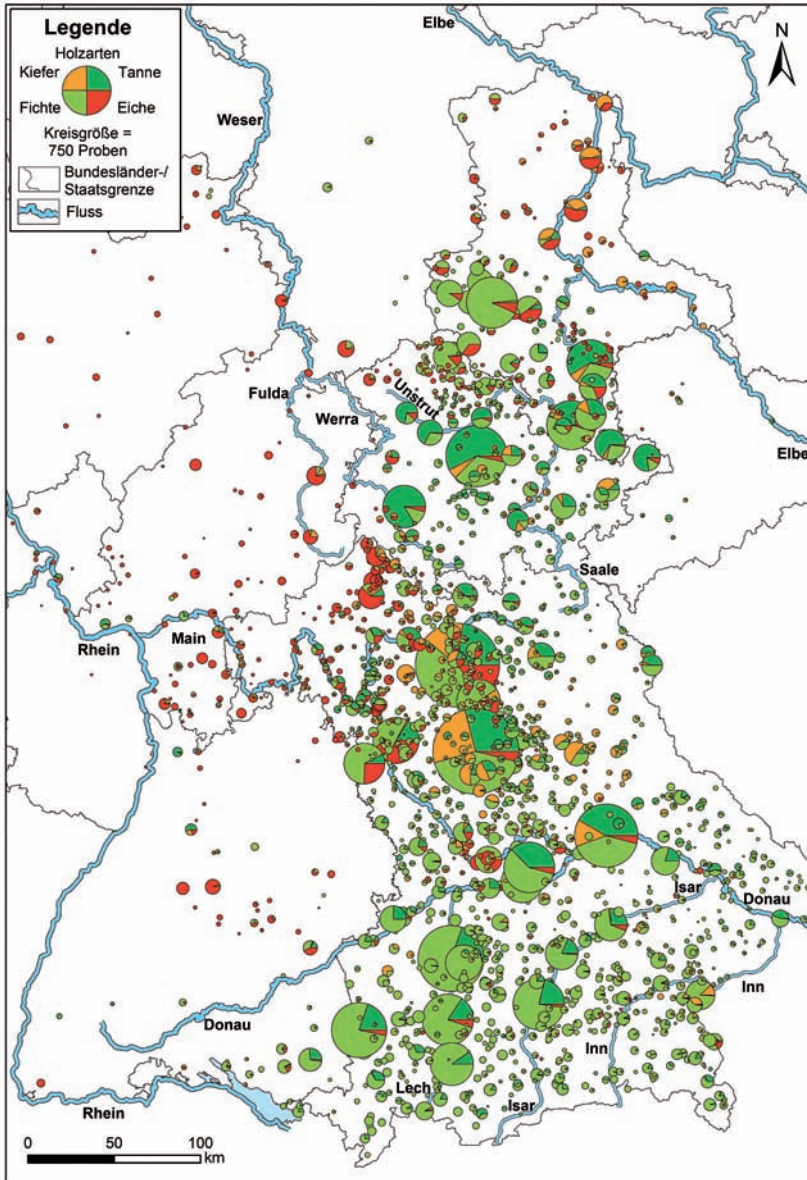 Legende
Holzarten
Kiefer Tanne
Fichte Eiche
Kreisgröße =
750 Proben
Bundesländer-/
Staatsgrenze
Fluss
Elbe
N
Weser
Fulda
Werra
Unstrut
Elbe
Saale
Rhein
Main
Isar
Donau
Inn
Donau
Inn
Lech
Isar
Rhein
0 50 100
km